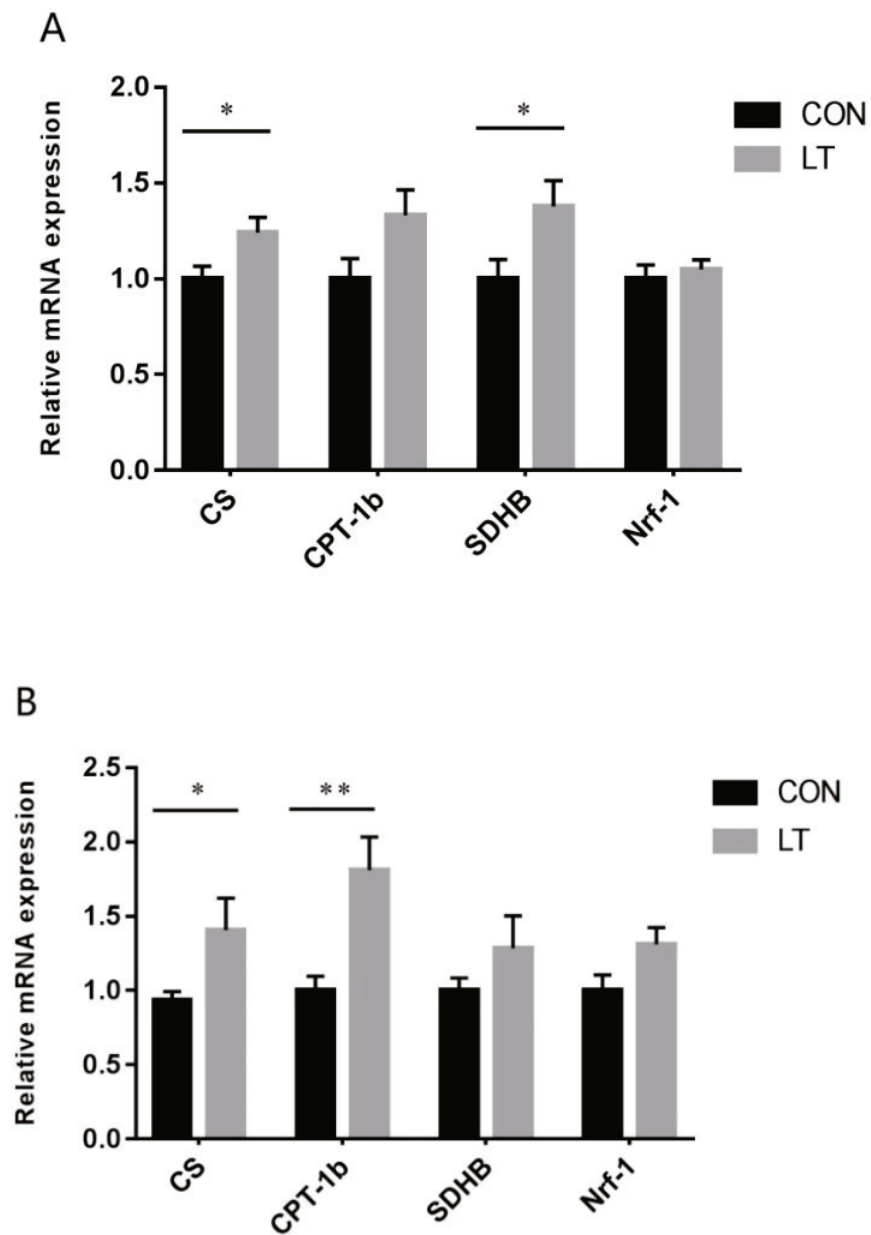 A
Relative mRNA expression
2.0
1.5
1.0
0.5
0.0
*
*
CON
LT
CS
CPT-1b
SDHB
Nrf-1
B
Relative mRNA expression
2.5
2.0
1.5
1.0
0.5
0.0
*
**
CON
LT
CS
CPT-1b
SDHB
Nrf-1